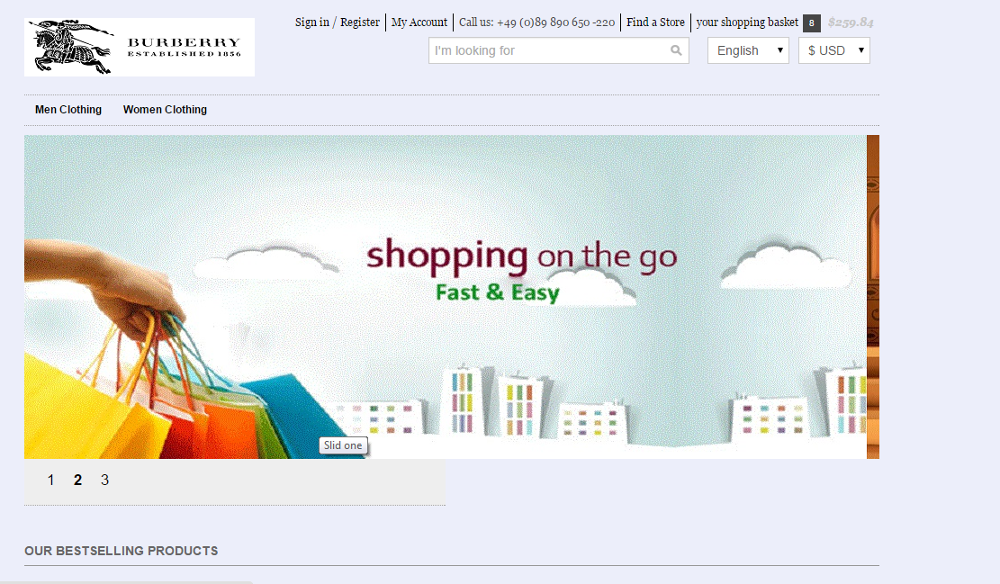 BURBERRY
ESTABLISHED 1856
Sign in / Register My Account Call us: +49 (0)89 890 650 -220 Find a Store your shopping basket 8 $259.84
I'm looking for English $ USD
Men Clothing Women Clothing
shopping on the go
Fast & Easy
Slid one
1 2 3
OUR BESTSELLING PRODUCTS